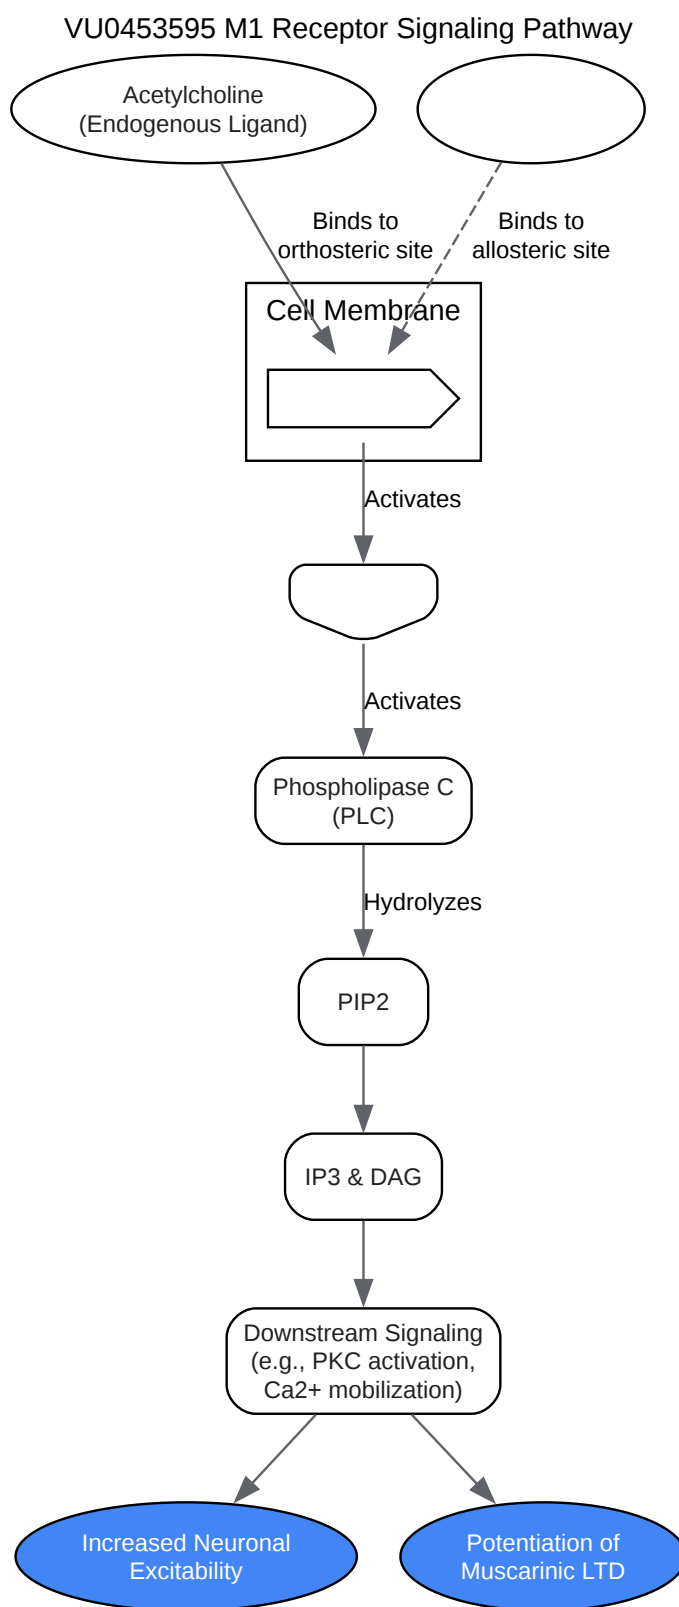 VU0453595 M1 Receptor Signaling Pathway
Acetylcholine
(Endogenous Ligand)
Binds to
orthosteric site
Binds to
allosteric site
Cell Membrane
Activates
Activates
Phospholipase C
(PLC)
Hydrolyzes
PIP2
IP3 & DAG
Downstream Signaling
(e.g., PKC activation,
Ca2+ mobilization)
Increased Neuronal
Excitability
Potentiation of
Muscarinic LTD